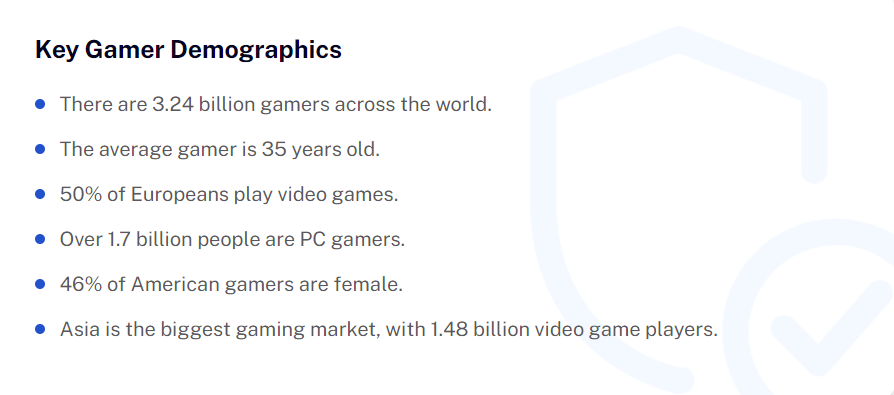 Key Gamer Demographics
There are 3.24 billion gamers across the world.
The average gamer is 35 years old.
50% of Europeans play video games.
Over 1.7 billion people are PC gamers.
46% of American gamers are female.
Asia is the biggest gaming market, with 1.48 billion video game players.